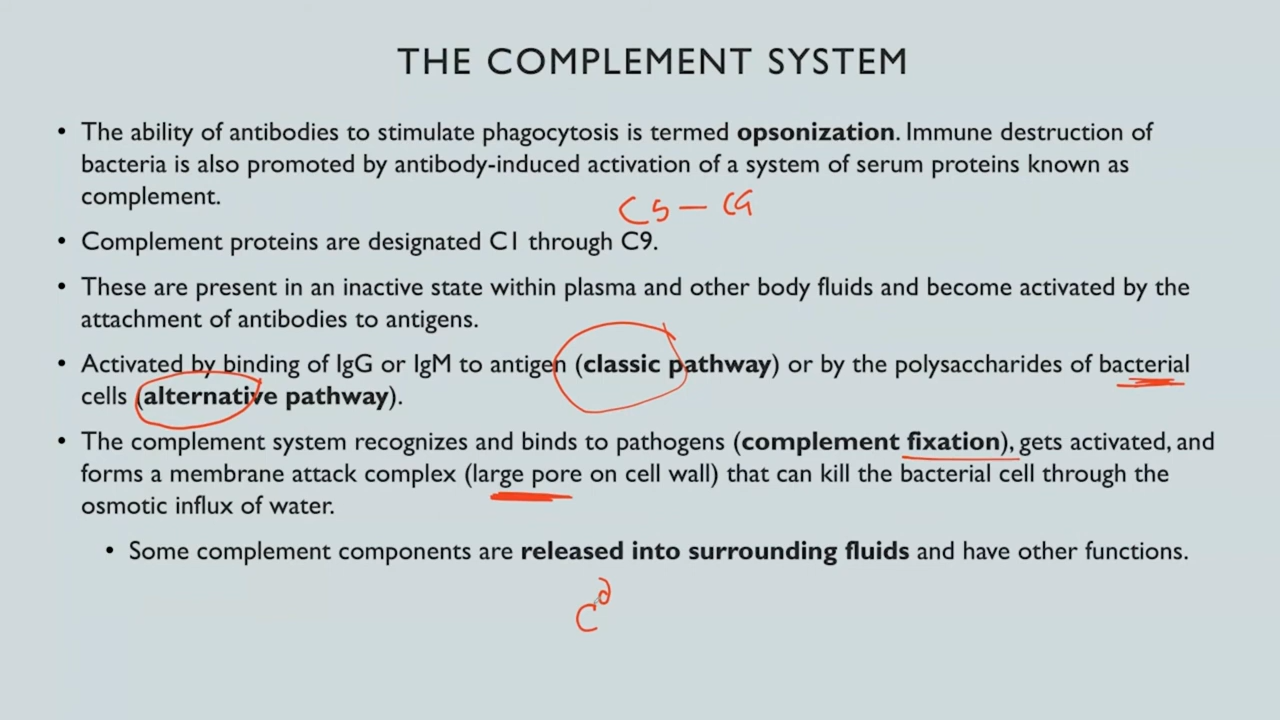 THE COMPLEMENT SYSTEM
• The ability of antibodies to stimulate phagocytosis is termed opsonization. Immune destruction of
bacteria is also promoted by antibody-induced activation of a system of serum proteins known as
complement.
C5 – C9
• Complement proteins are designated C1 through C9.
• These are present in an inactive state within plasma and other body fluids and become activated by the
attachment of antibodies to antigens.
• Activated by binding of IgG or IgM to antigen (classic pathway) or by the polysaccharides of bacterial
cells (alternative pathway).
• The complement system recognizes and binds to pathogens (complement fixation), gets activated, and
forms a membrane attack complex (large pore on cell wall) that can kill the bacterial cell through the
osmotic influx of water.
• Some complement components are released into surrounding fluids and have other functions.